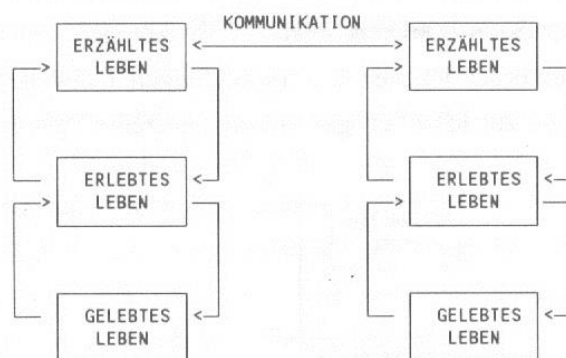 KOMMUNIKATION
ERZÄHLTES
LEBEN
ERZÄHLTES
LEBEN
ERLEBTES
LEBEN
ERLEBTES
LEBEN
GELEBTES
LEBEN
GELEBTES
LEBEN